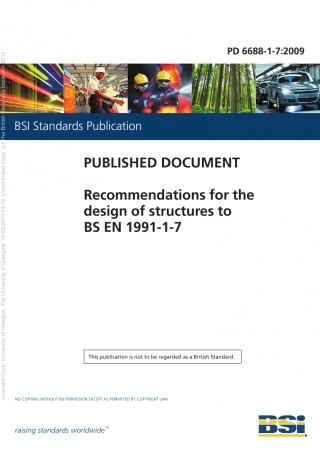 PD 6688-1-7:2009
BSI Standards Publication
PUBLISHED DOCUMENT
Recommendations for the
design of structures to
BS EN 1991-1-7
This publication is not to be regarded as a British Standard.
NO COPYING WITHOUT BSI PERMISSION EXCEPT AS PERMITTED BY COPYRIGHT LAW
raising standards worldwide™
BSi